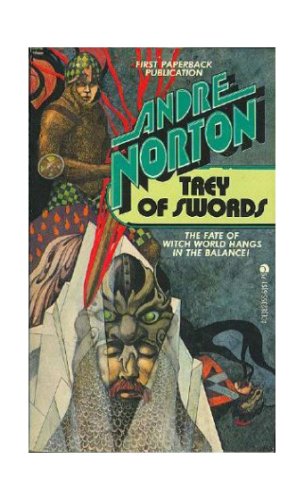 FIRST PAPERBACK
PUBLICATION
ANDRE
NORTON
TREY
OF SWORDS
THE FATE OF
WITCH WORLD HANGS
IN THE BALANCE!